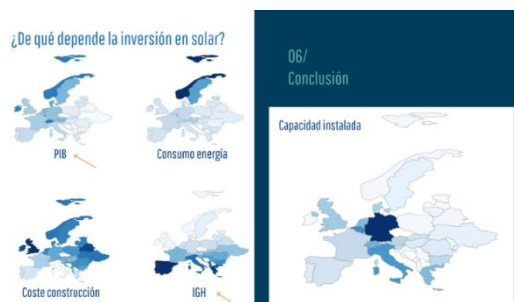 ¿De qué depende la inversión en solar?
PIB
Consumo energía
Coste construcción
IGH
06/
Conclusión
Capacidad instalada